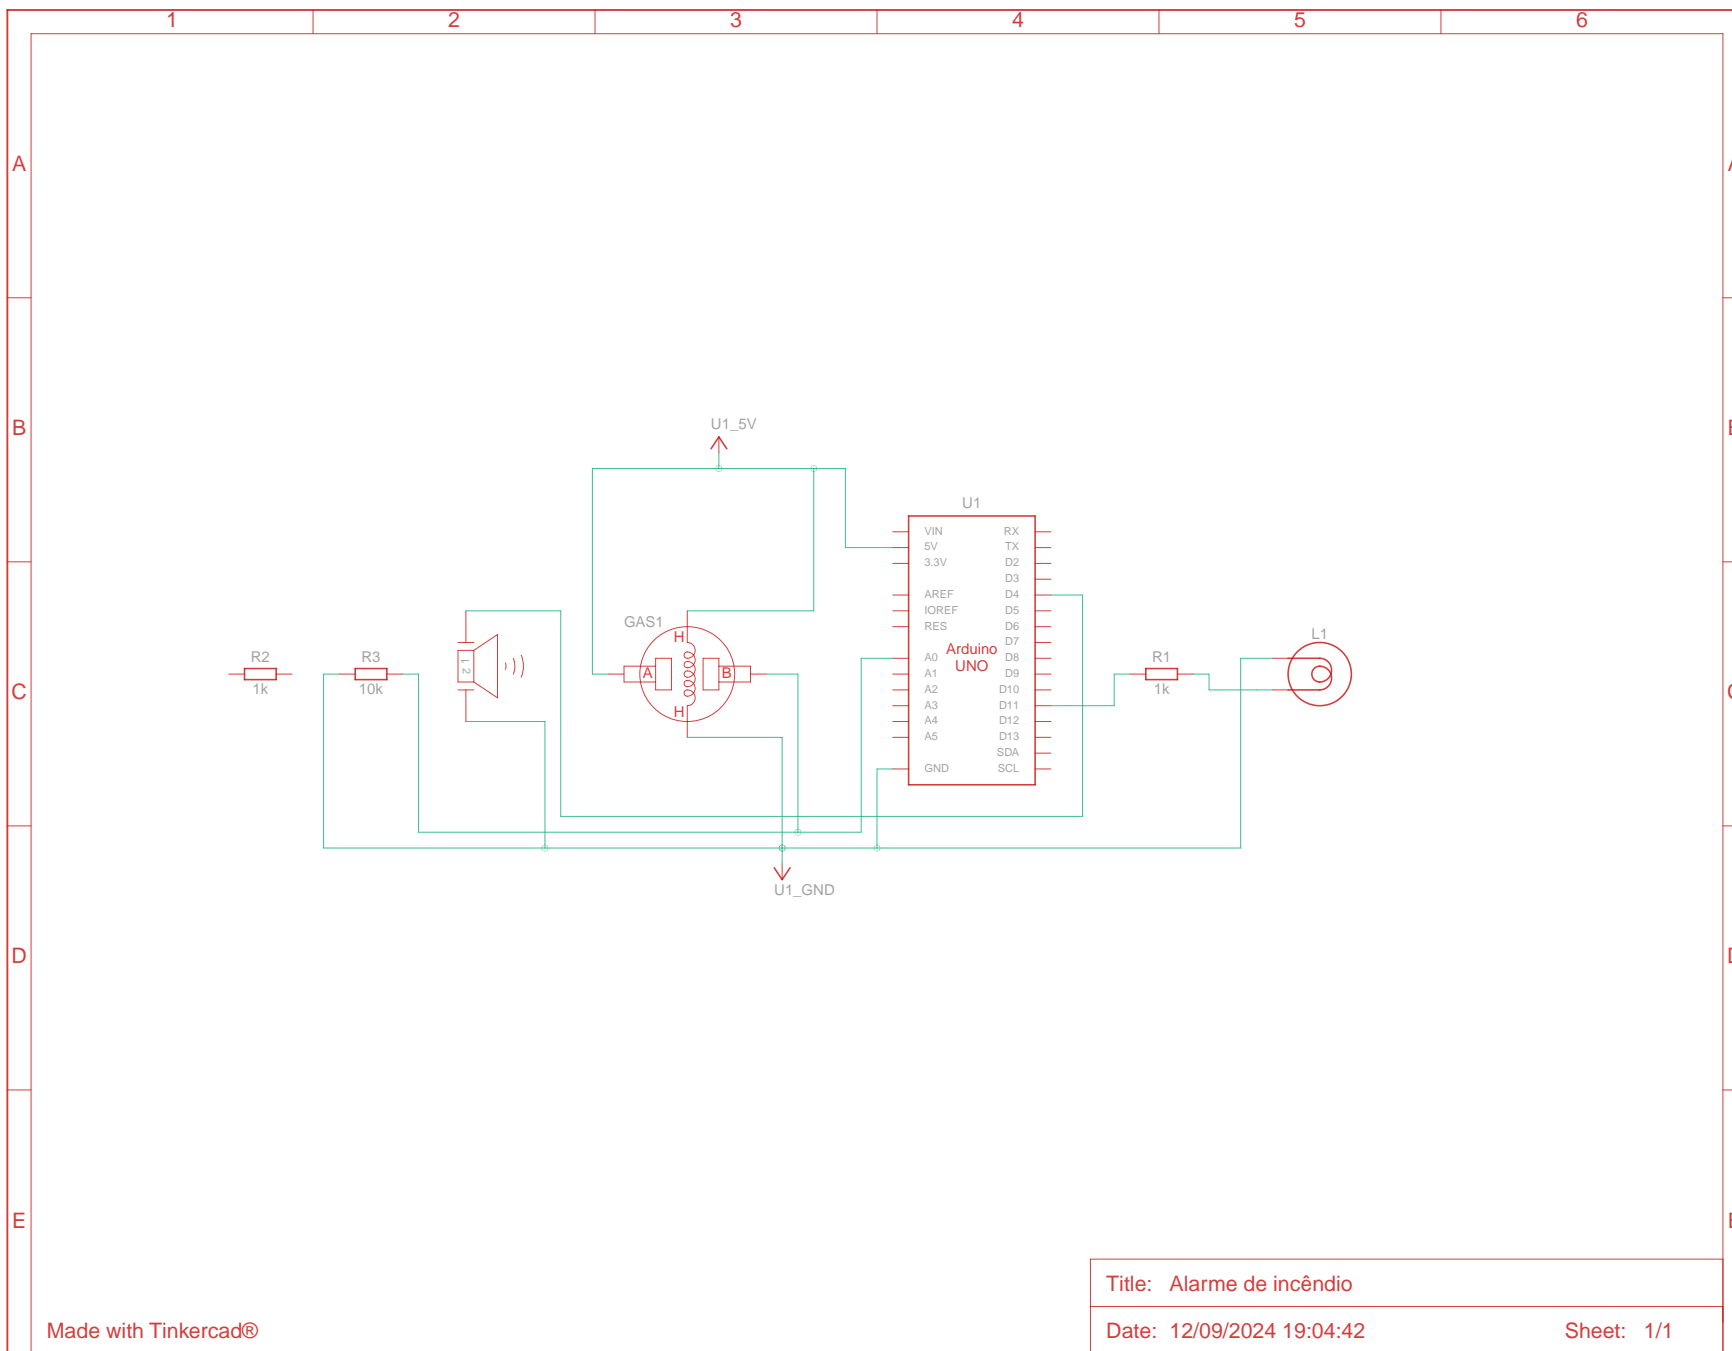 1 2 3 4 5 6
A
B
C
D
E
U1_5V
U1
VIN RX
5V TX
3.3V D2
D3
AREF D4
IOREF D5
RES D6
D7
A0 D8
A1 D9
A2 D10
A3 D11
A4 D12
A5 D13
SDA
GND SCL
Arduino
UNO
GAS1
H
A B
H
R2
1k
R3
10k
1 2
R1
1k
L1
U1_GND
Title: Alarme de incêndio
Made with Tinkercad®
Date: 12/09/2024 19:04:42 Sheet: 1/1